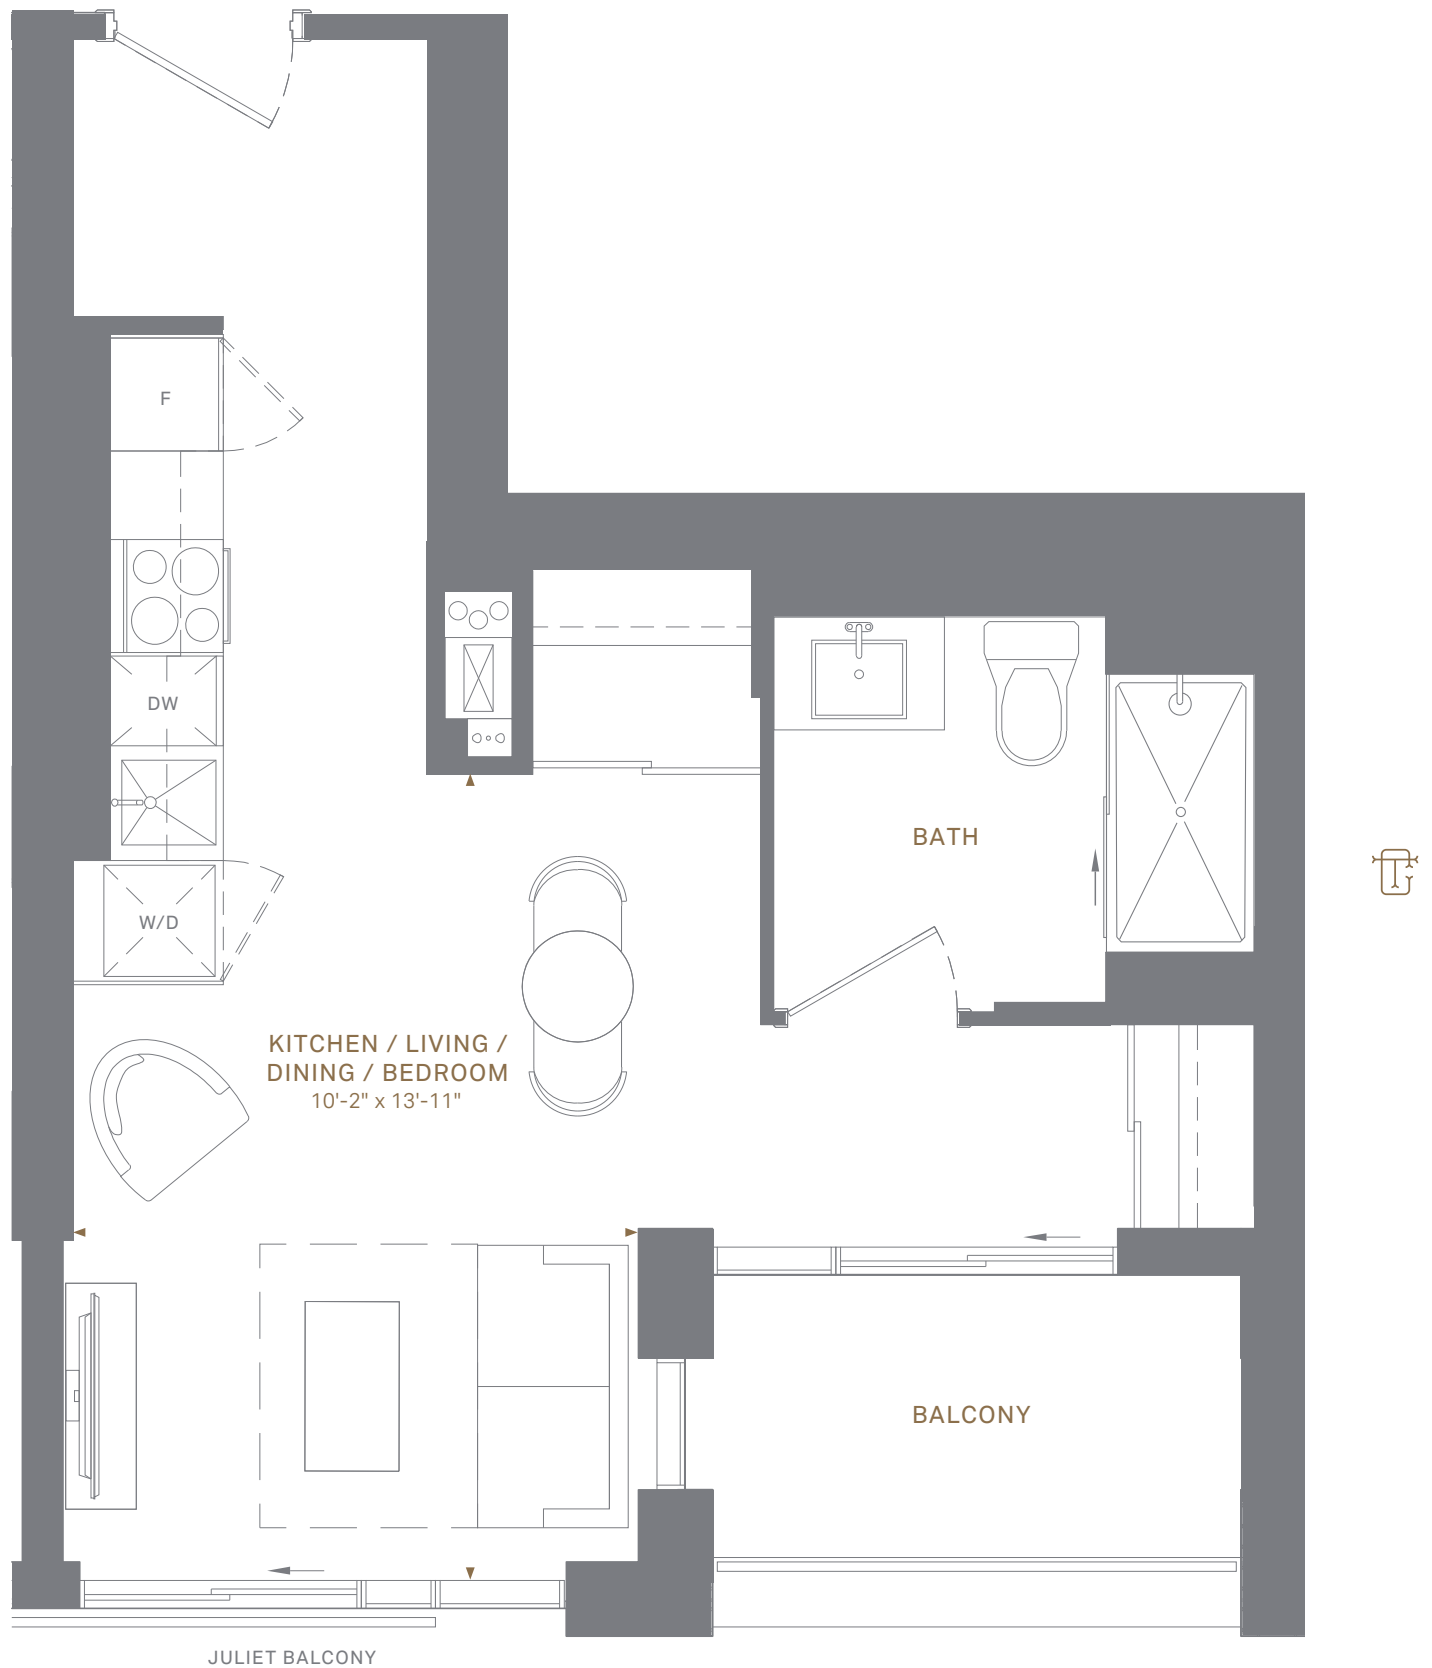 F
DW
BATH
W/D
KITCHEN / LIVING /
DINING / BEDROOM
10'-2" x 13'-11"
BALCONY
JULIET BALCONY